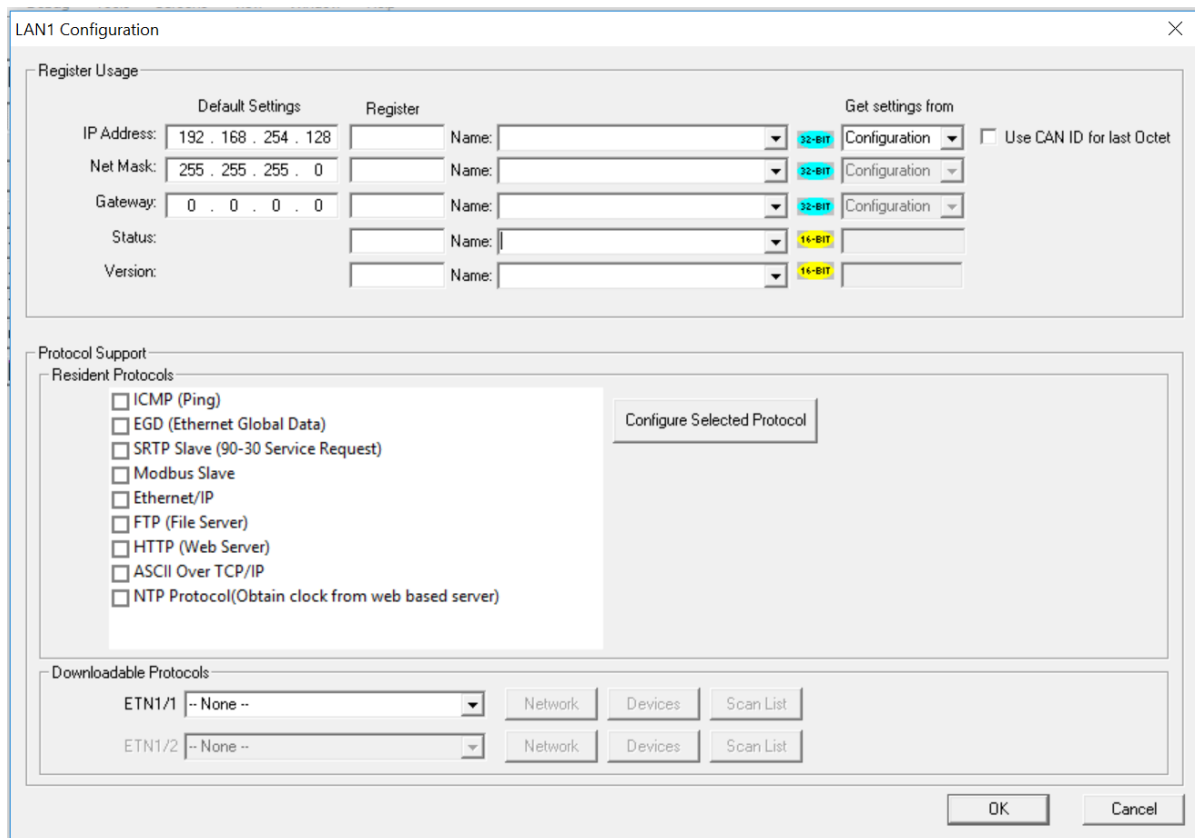 LAN1 Configuration
Register Usage
Default Settings Register Get settings from
IP Address: 192 . 168 . 254 . 128 Name: 32-BIT Configuration Use CAN ID for last Octet
Net Mask: 255 . 255 . 255 . 0 Name: 32-BIT Configuration
Gateway: 0 . 0 . 0 . 0 Name: 32-BIT Configuration
Status: Name: 16-BIT
Version: Name: 16-BIT
Protocol Support
Resident Protocols
ICMP (Ping)
Configure Selected Protocol
EGD (Ethernet Global Data)
SRTP Slave (90-30 Service Request)
Modbus Slave
Ethernet/IP
FTP (File Server)
HTTP (Web Server)
ASCII Over TCP/IP
NTP Protocol(Obtain clock from web based server)
Downloadable Protocols
ETN1/1 -- None -- Network Devices Scan List
ETN1/2 -- None -- Network Devices Scan List
OK Cancel